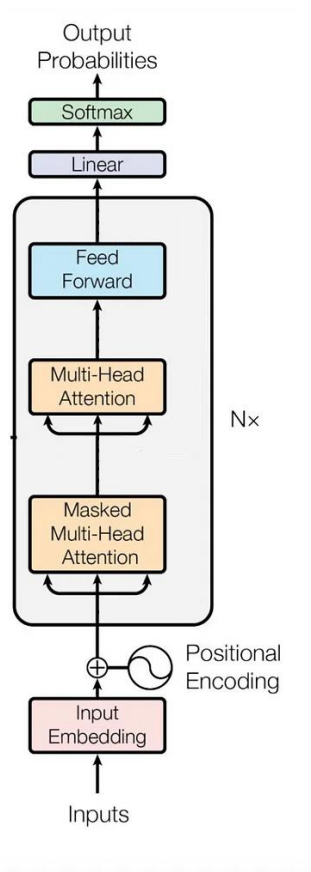 Output
Probabilities
Softmax
Linear
Feed
Forward
Multi-Head
Attention
N×
Masked
Multi-Head
Attention
Positional
Encoding
Input
Embedding
Inputs